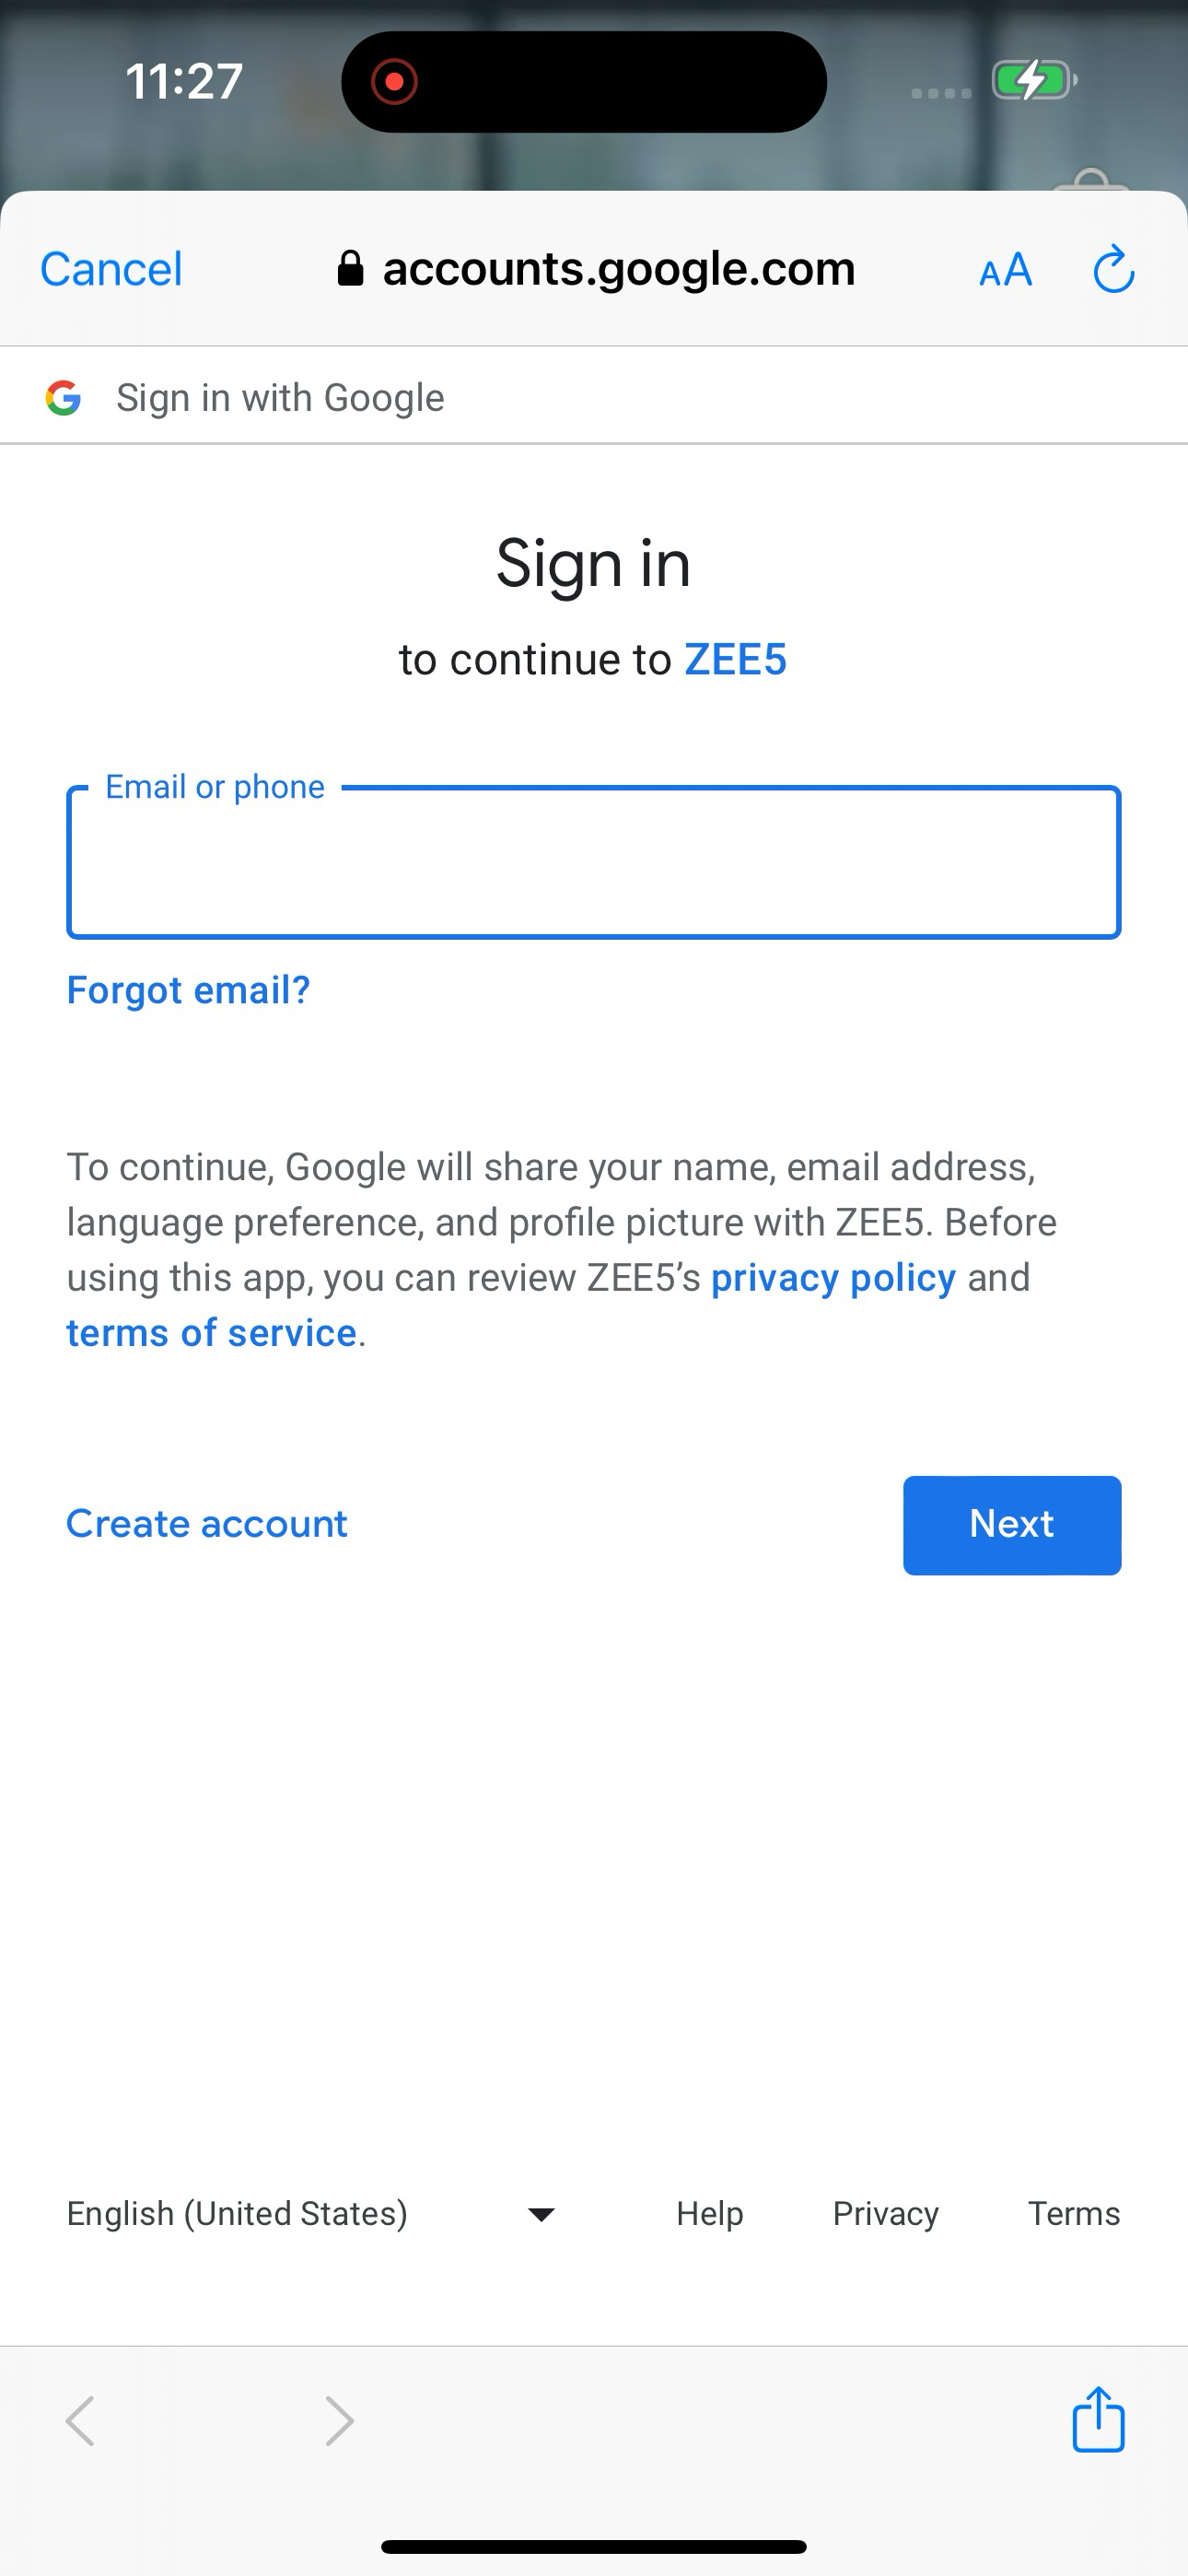 11:27
Cancel
accounts.google.com
AA
Sign in with Google
Sign in
to continue to ZEE5
Email or phone
Forgot email?
To continue, Google will share your name, email address,
language preference, and profile picture with ZEE5. Before
using this app, you can review ZEE5’s privacy policy and
terms of service.
Create account
Next
English (United States)
Help
Privacy
Terms